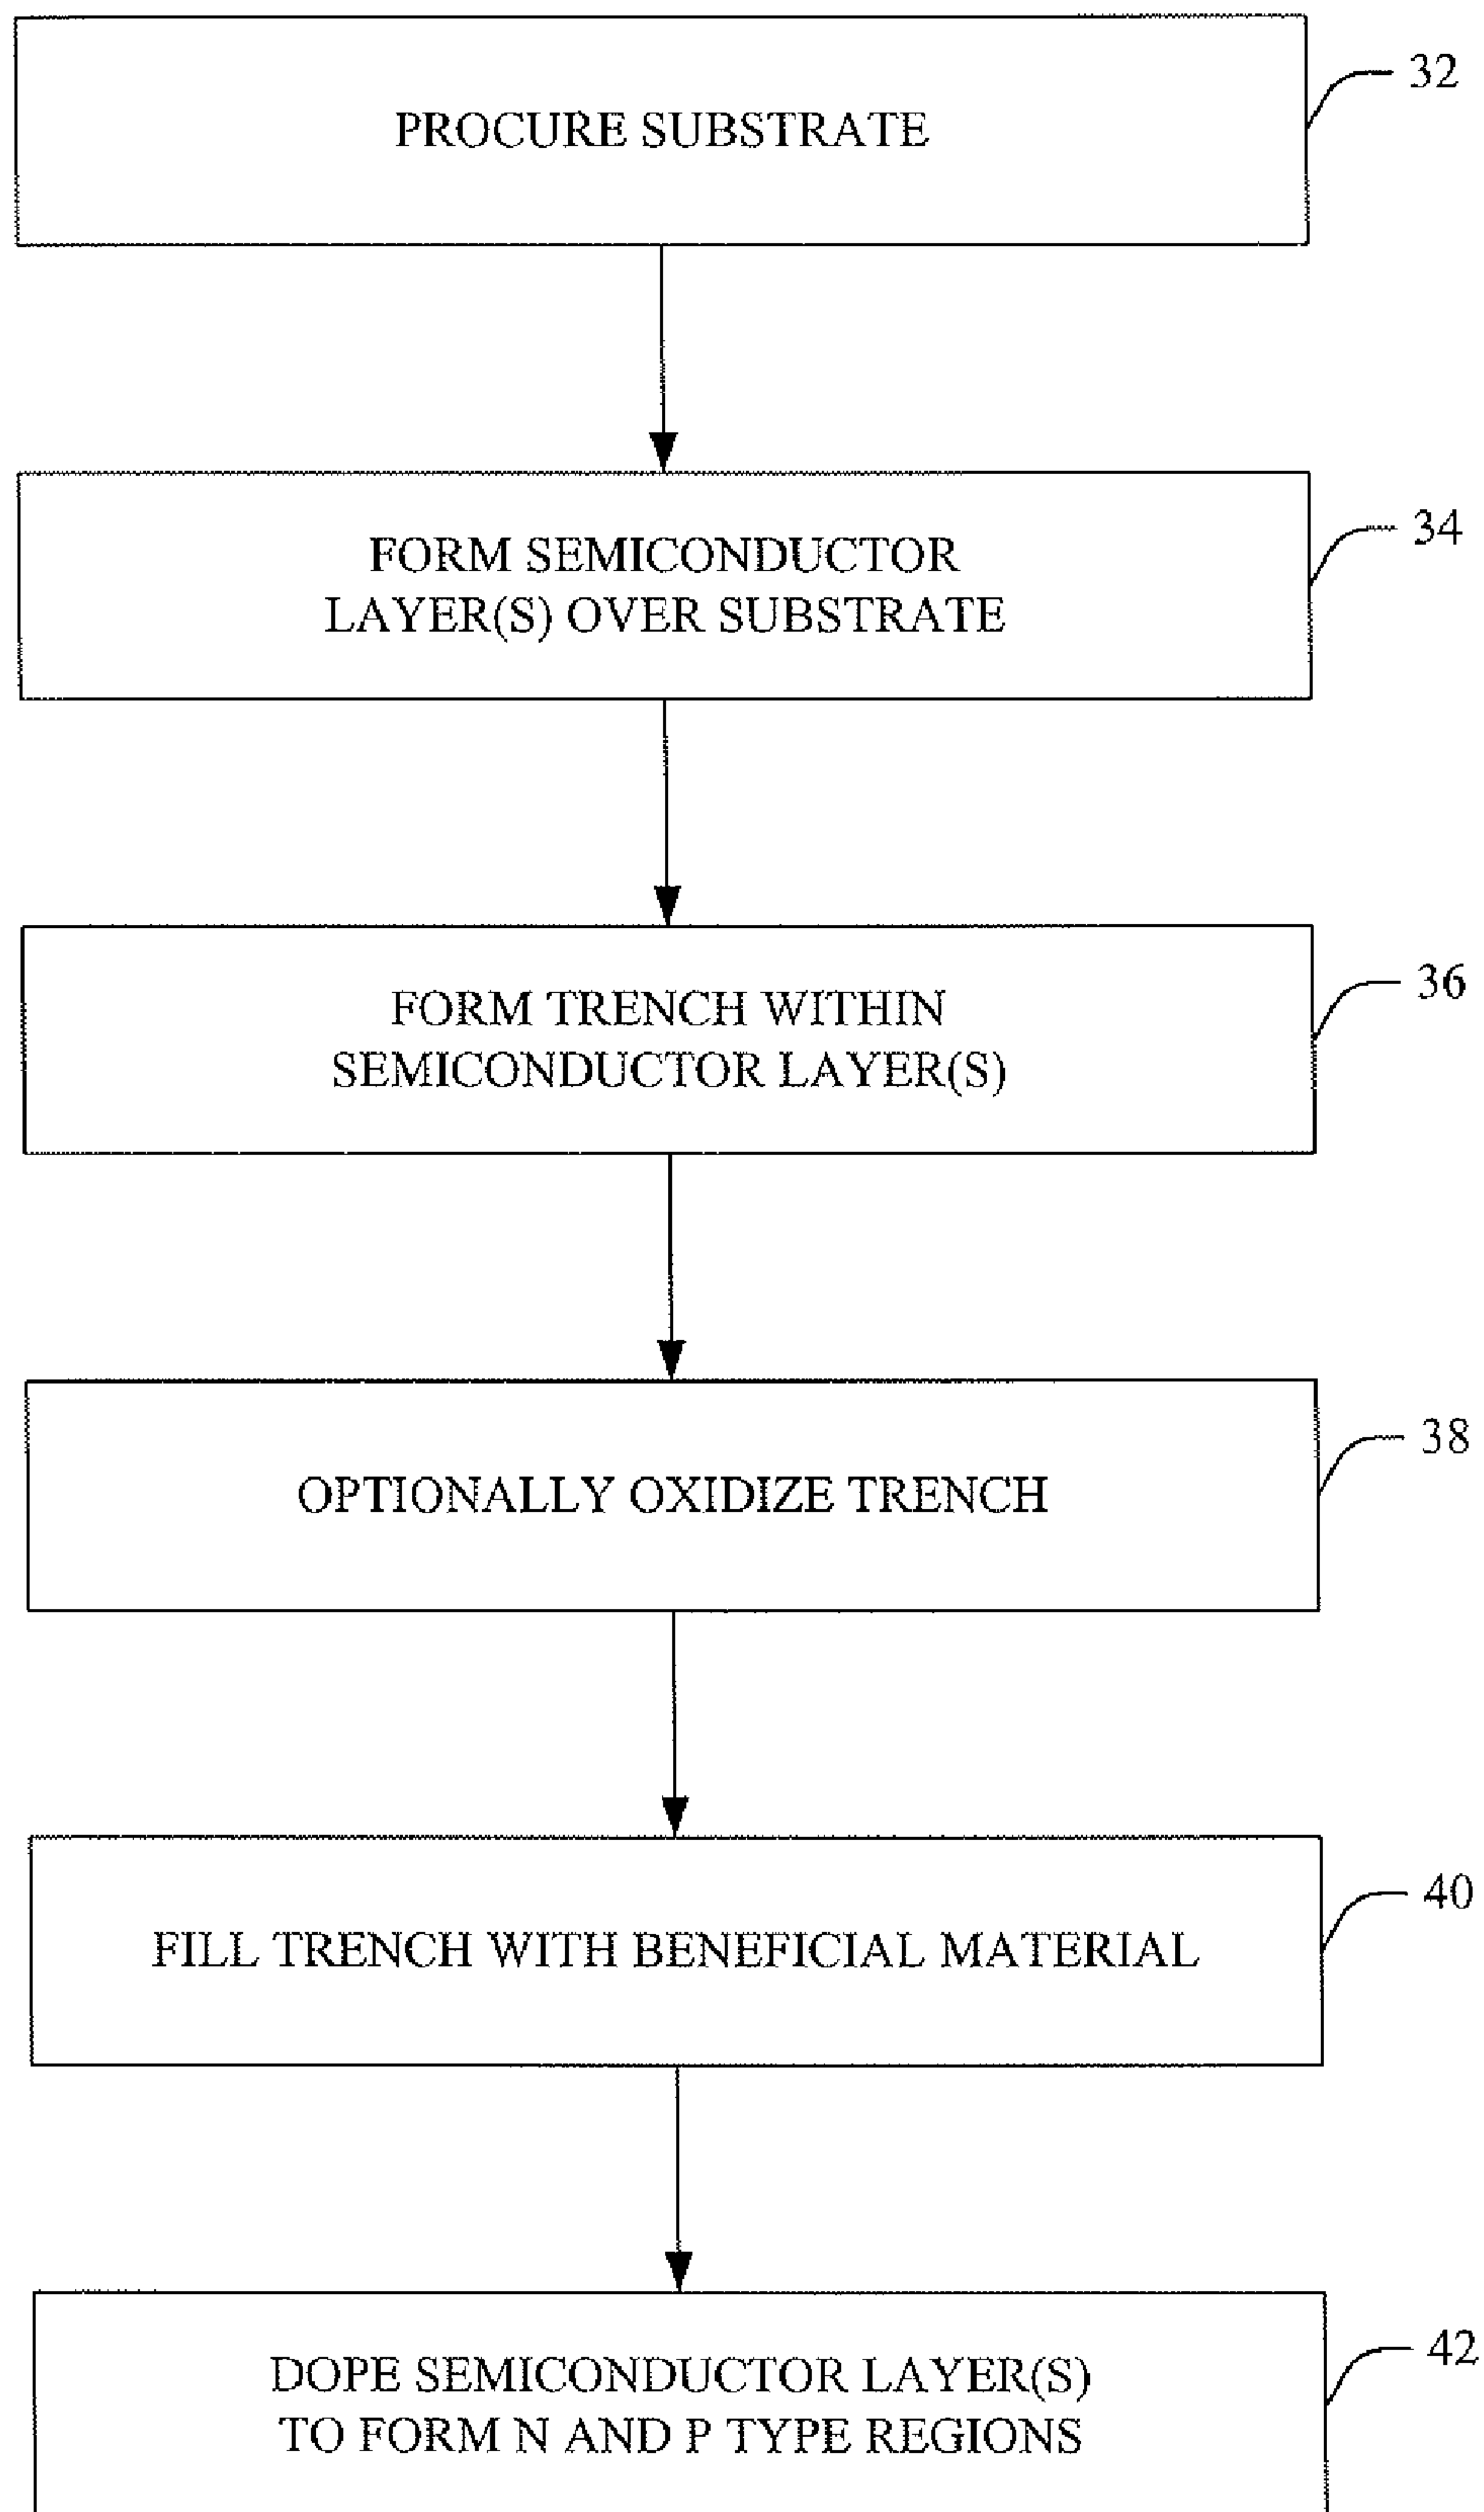 PROCURE SUBSTRATE
32
FORM SEMICONDUCTOR
LAYER(S) OVER SUBSTRATE
34
FORM TRENCH WITHIN
SEMICONDUCTOR LAYER(S)
36
OPTIONALLY OXIDIZE TRENCH
38
FILL TRENCH WITH BENEFICIAL MATERIAL
40
DOPE SEMICONDUCTOR LAYER(S)
TO FORM N AND P TYPE REGIONS
42